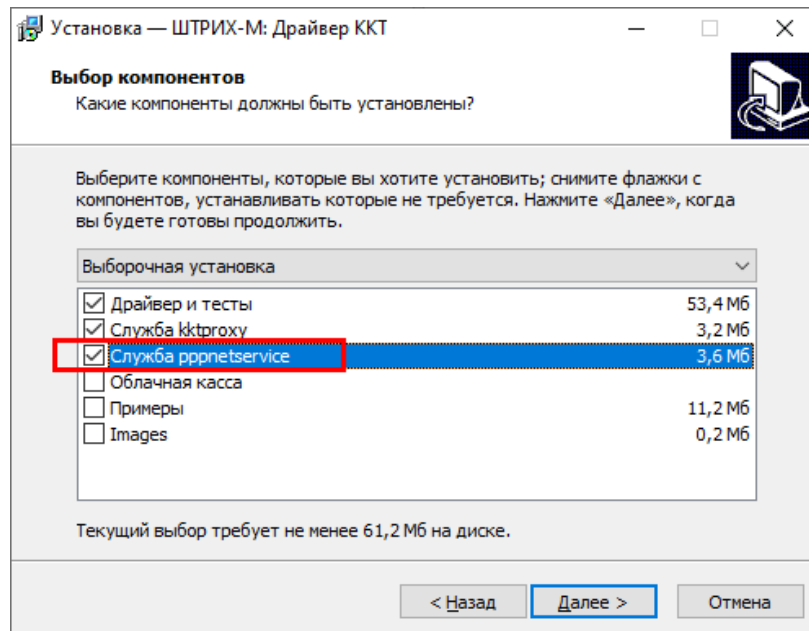 Установка — ШТРИХ-М: Драйвер ККТ
Выбор компонентов
Какие компоненты должны быть установлены?
Выберите компоненты, которые вы хотите установить; снимите флажки с
компонентов, устанавливать которые не требуется. Нажмите «Далее», когда
вы будете готовы продолжить.
Выборочная установка
Драйвер и тесты 53,4 Мб
Служба kktproxy 3,2 Мб
Служба pppnetservice 3,6 Мб
Облачная касса
Примеры 11,2 Мб
Images 0,2 Мб
Текущий выбор требует не менее 61,2 Мб на диске.
< Назад Далее > Отмена